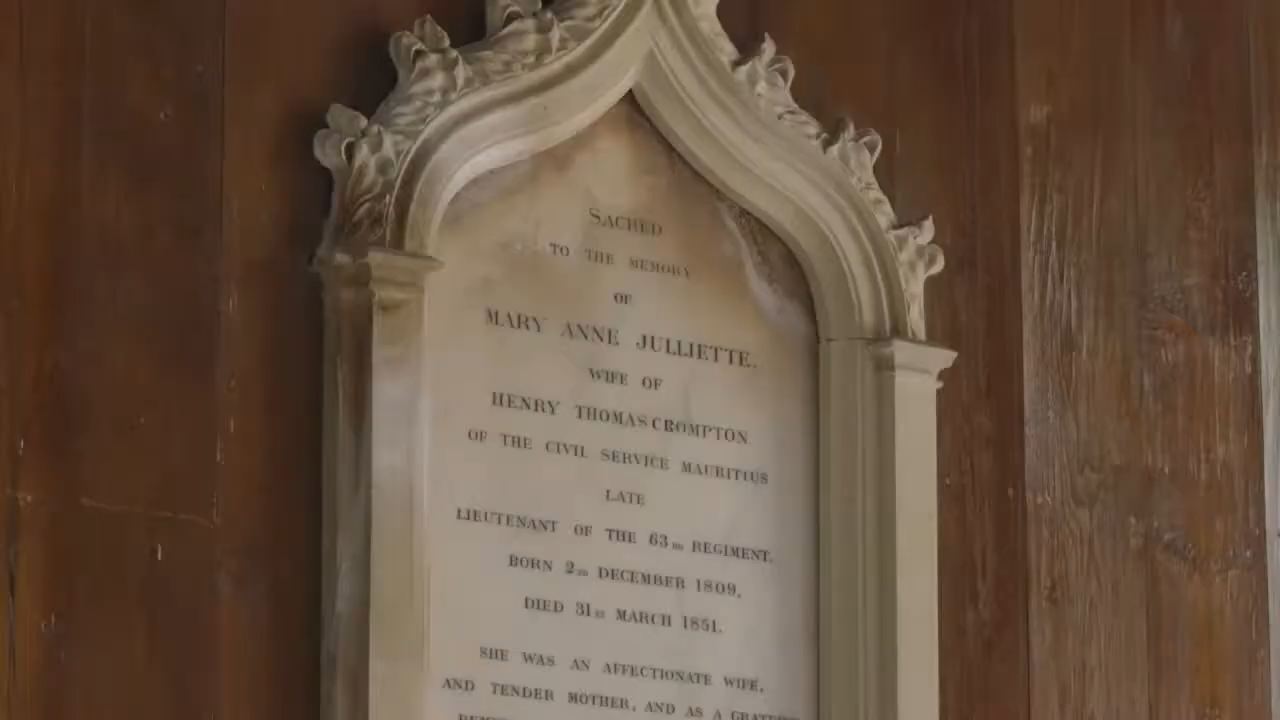 SACRED
TO THE MEMORY
OF
MARY ANNE JULLIETTE.
WIFE OF
HENRY THOMAS CROMPTON
OF THE CIVIL SERVICE MAURITIUS
LATE
LIEUTENANT OF THE 63RD REGIMENT.
BORN 2ND DECEMBER 1809,
DIED 31ST MARCH 1851.
SHE WAS AN AFFECTIONATE WIFE,
AND TENDER MOTHER, AND AS A